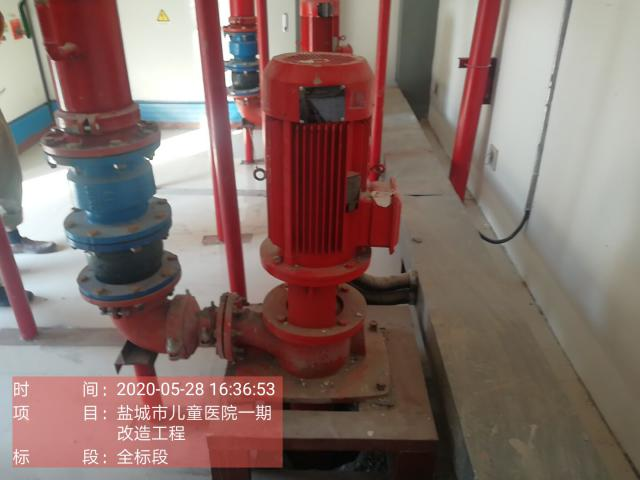 时 间：2020-05-28 16:36:53
项 目：盐城市儿童医院一期
改造工程
标 段：全标段